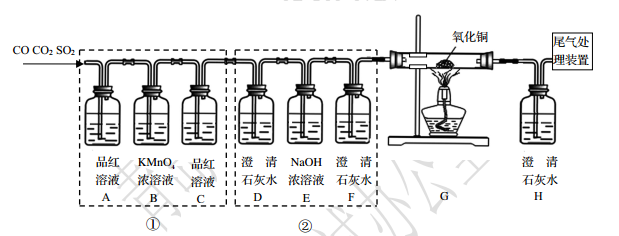 CO CO₂ SO₂
氧化铜
尾气处
理装置
品红
溶液
A
KMnO₄
浓溶液
B
品红
溶液
C
澄 清
石灰水
D
NaOH
浓溶液
E
澄 清
石灰水
F
G
澄 清
石灰水
H
①
②